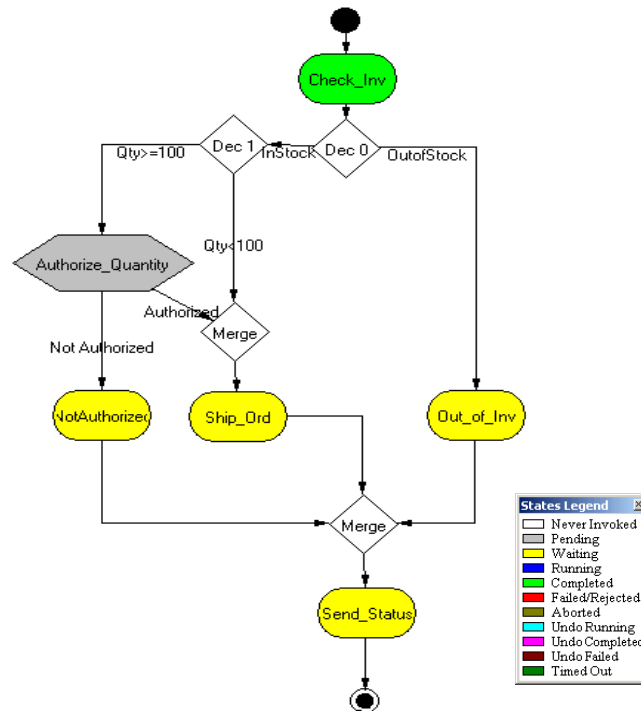 Check_Inv
Dec 1
InStock
Dec 0
OutofStock
Qty>=100
Qty<100
Authorize_Quantity
Authorized
Merge
Not Authorized
NotAuthorized
Ship_Ord
Out_of_Inv
Merge
Send_Status
States Legend
Never Invoked
Pending
Waiting
Running
Completed
Failed/Rejected
Aborted
Undo Running
Undo Completed
Undo Failed
Timed Out